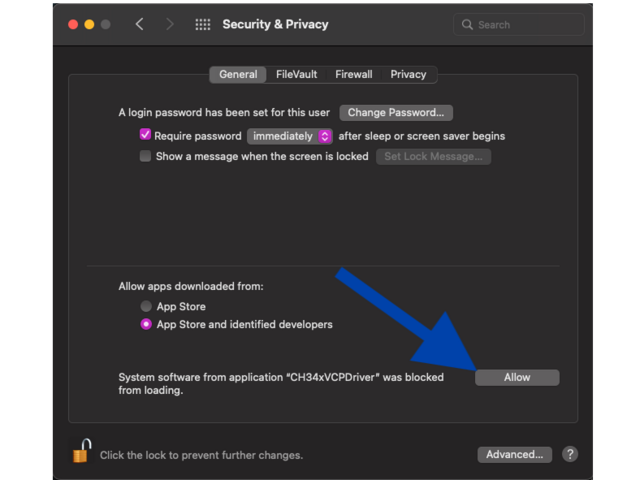 Security & Privacy
Search
General FileVault Firewall Privacy
A login password has been set for this user Change Password...
Require password immediately after sleep or screen saver begins
Show a message when the screen is locked Set Lock Message...
Allow apps downloaded from:
App Store
App Store and identified developers
System software from application “CH34xVCPDriver” was blocked Allow
from loading.
Click the lock to prevent further changes. Advanced... ?